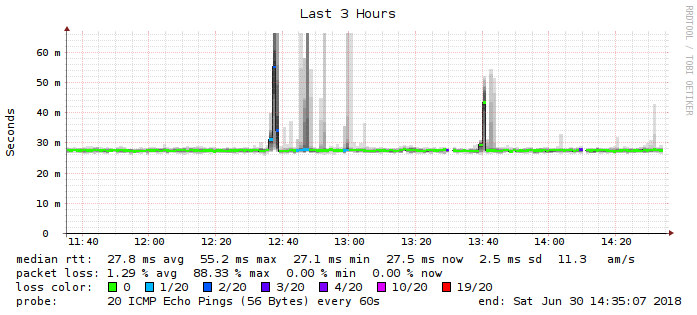 Last 3 Hours
RRDTOOL / TOBI OETIKER
Seconds
60 m
50 m
40 m
30 m
20 m
10 m
0
11:40 12:00 12:20 12:40 13:00 13:20 13:40 14:00 14:20
median rtt: 27.8 ms avg 55.2 ms max 27.1 ms min 27.5 ms now 2.5 ms sd 11.3 am/s
packet loss: 1.29 % avg 88.33 % max 0.00 % min 0.00 % now
loss color: 0 1/20 2/20 3/20 4/20 10/20 19/20
probe: 20 ICMP Echo Pings (56 Bytes) every 60s end: Sat Jun 30 14:35:07 2018